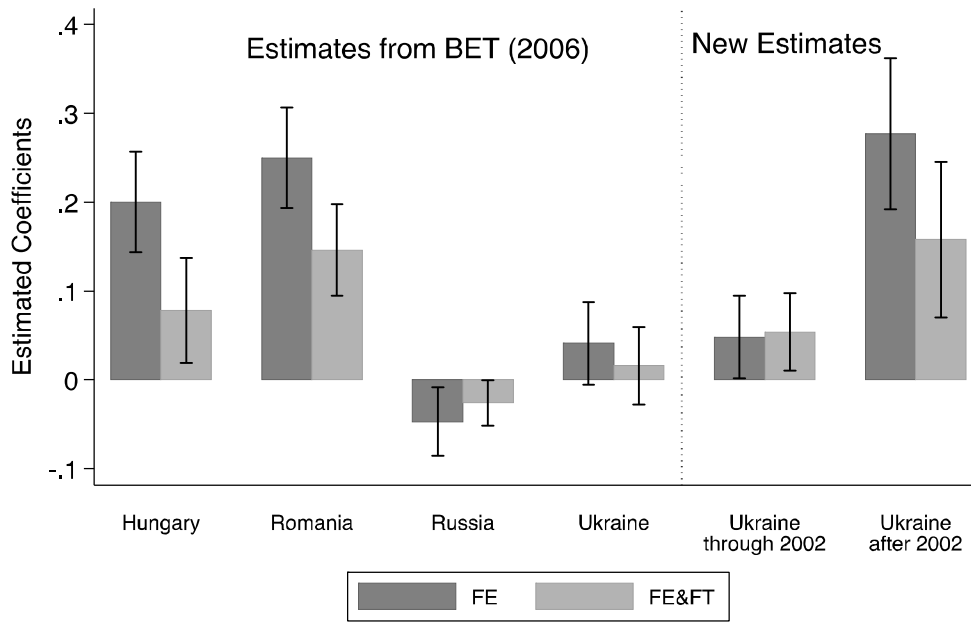 Estimates from BET (2006)
New Estimates
Estimated Coefficients
.4
.3
.2
.1
0
-.1
Hungary
Romania
Russia
Ukraine
Ukraine
through 2002
Ukraine
after 2002
FE
FE&FT